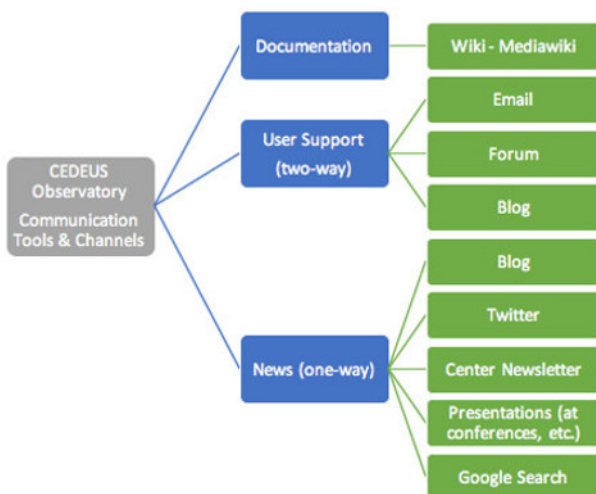 CEDEUS
Observatory
Communication
Tools & Channels
Documentation
Wiki - Mediawiki
User Support
(two-way)
Email
Forum
Blog
News (one-way)
Blog
Twitter
Center Newsletter
Presentations (at
conferences, etc.)
Google Search